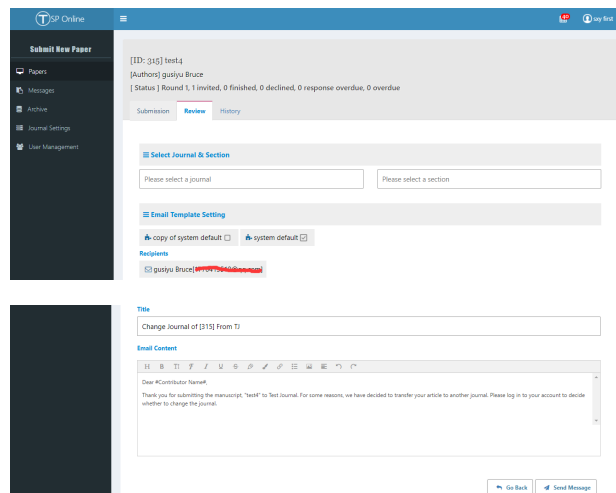 TSP Online
90
say first
Submit New Paper
Papers
Messages
Archive
Journal Settings
User Management
[ID: 315] test4
[Authors] gusiyu Bruce
[ Status ] Round 1, 1 invited, 0 finished, 0 declined, 0 response overdue, 0 overdue
Submission Review History
Select Journal & Section
Please select a journal Please select a section
Email Template Setting
copy of system default system default
Recipients
gusiyu Bruce[
Title
Change Journal of [315] From TJ
Email Content
Dear #Contributor Name#,
Thank you for submitting the manuscript, "test4" to Test Journal. For some reasons, we have decided to transfer your article to another journal. Please log in to your account to decide
whether to change the journal.
Go Back Send Message